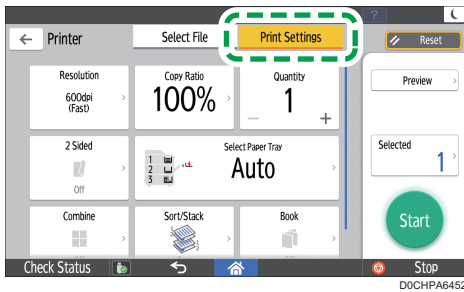 ?
Printer
Select File
Print Settings
Reset
Resolution
600dpi
(Fast)
Copy Ratio
100%
Quantity
1
Preview
2 Sided
Off
1
2
3
Select Paper Tray
Auto
Selected
1
Combine
Sort/Stack
Book
Start
Check Status
Stop
D0CHPA6452